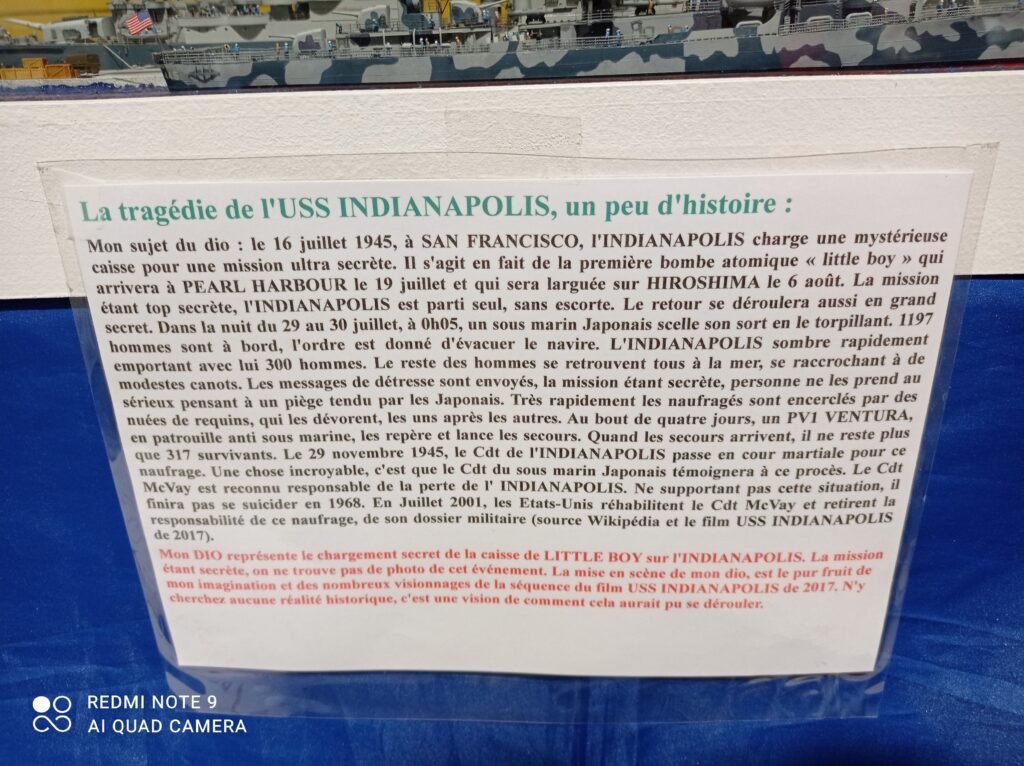 La tragédie de l'USS INDIANAPOLIS, un peu d'histoire :
Mon sujet du dio : le 16 juillet 1945, à SAN FRANCISCO, l'INDIANAPOLIS charge une mystérieuse
caisse pour une mission ultra secrète. Il s'agit en fait de la première bombe atomique « little boy » qui
arrivera à PEARL HARBOUR le 19 juillet et qui sera larguée sur HIROSHIMA le 6 août. La mission
étant top secrète, l'INDIANAPOLIS est parti seul, sans escorte. Le retour se déroulera aussi en grand
secret. Dans la nuit du 29 au 30 juillet, à 0h05, un sous marin Japonais scelle son sort en le torpillant. 1197
hommes sont à bord, l'ordre est donné d'évacuer le navire. L'INDIANAPOLIS sombre rapidement
emportant avec lui 300 hommes. Le reste des hommes se retrouvent tous à la mer, se raccrochant à de
modestes canots. Les messages de détresse sont envoyés, la mission étant secrète, personne ne les prend au
sérieux pensant à un piège tendu par les Japonais. Très rapidement les naufragés sont encerclés par des
nuées de requins, qui les dévorent, les uns après les autres. Au bout de quatre jours, un PV1 VENTURA,
en patrouille anti sous marine, les repère et lance les secours. Quand les secours arrivent, il ne reste plus
que 317 survivants. Le 29 novembre 1945, le Cdt de l'INDIANAPOLIS passe en cour martiale pour ce
naufrage. Une chose incroyable, c'est que le Cdt du sous marin Japonais témoignera à ce procès. Le Cdt
McVay est reconnu responsable de la perte de l' INDIANAPOLIS. Ne supportant pas cette situation, il
finira pas se suicider en 1968. En Juillet 2001, les Etats-Unis réhabilitent le Cdt McVay et retirent la
responsabilité de ce naufrage, de son dossier militaire (source Wikipédia et le film USS INDIANAPOLIS
de 2017).
Mon DIO représente le chargement secret de la caisse de LITTLE BOY sur l'INDIANAPOLIS. La mission
étant secrète, on ne trouve pas de photo de cet événement. La mise en scène de mon dio, est le pur fruit de
mon imagination et des nombreux visionnages de la séquence du film USS INDIANAPOLIS de 2017. N'y
cherchez aucune réalité historique, c'est une vision de comment cela aurait pu se dérouler.
REDMI NOTE 9
AI QUAD CAMERA